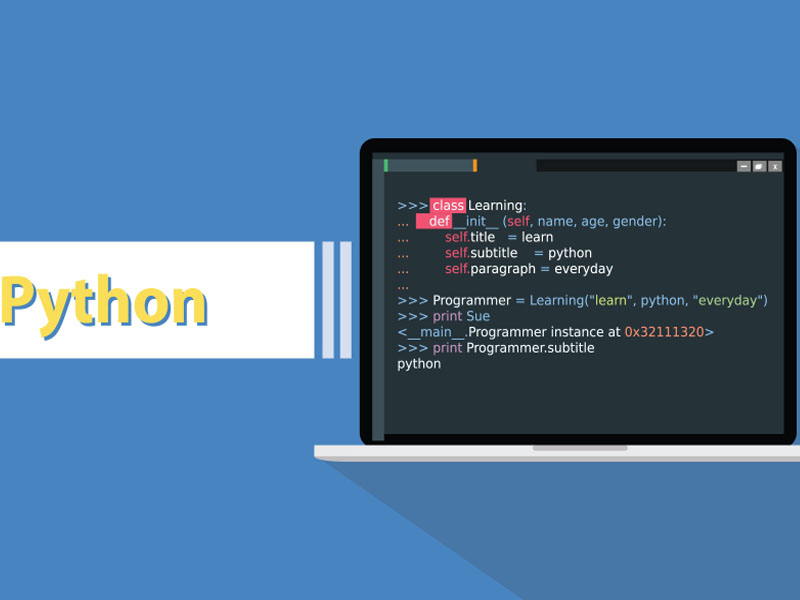 Python
>>> class Learning:
... def __init__ (self, name, age, gender):
... self.title = learn
... self.subtitle = python
... self.paragraph = everyday
...
>>> Programmer = Learning("learn", python, "everyday")
>>> print Sue
<__main__.Programmer instance at 0x32111320>
>>> print Programmer.subtitle
python